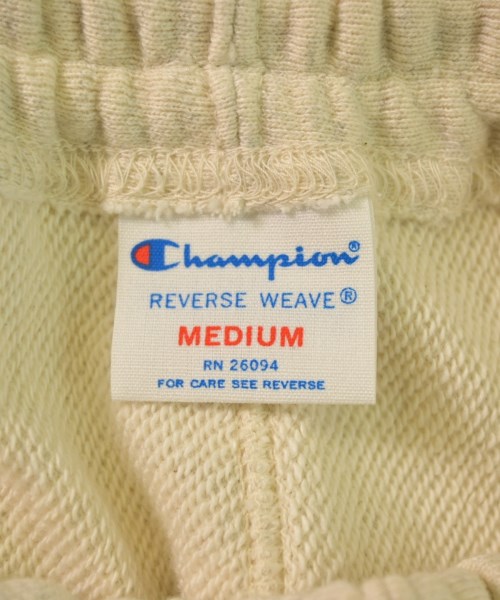 Champion®
REVERSE WEAVE®
MEDIUM
RN 26094
FOR CARE SEE REVERSE